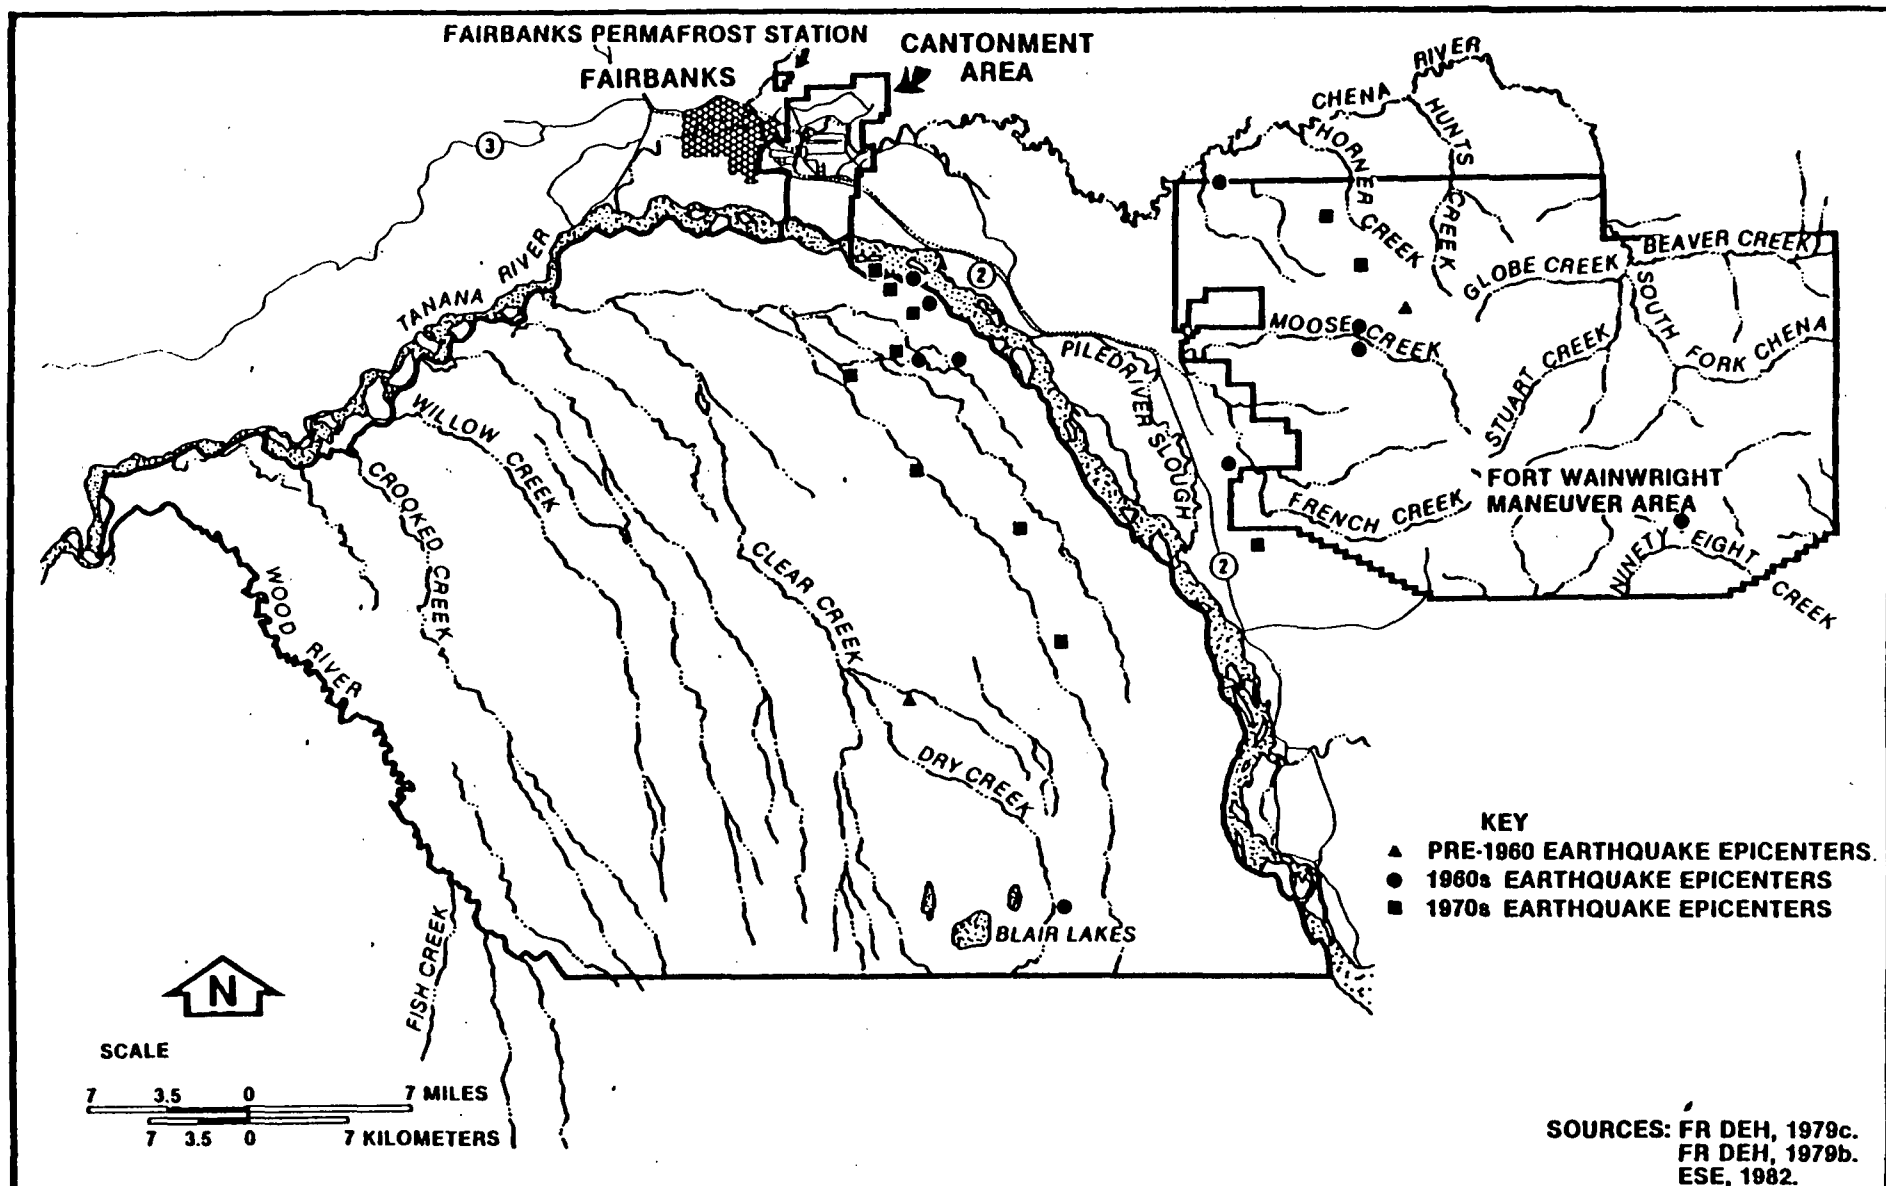 FAIRBANKS PERMAFROST STATION
FAIRBANKS
CANTONMENT
AREA
CHENA RIVER
HORNER CREEK
HUNTS CREEK
3
TANANA RIVER
2
GLOBE CREEK
BEAVER CREEK
SOUTH FORK CHENA
MOOSE CREEK
STUART CREEK
PILEDRIVER SLOUGH
WILLOW CREEK
CROOKED CREEK
FORT WAINWRIGHT
MANEUVER AREA
FRENCH CREEK
NINETY EIGHT CREEK
2
WOOD RIVER
CLEAR CREEK
DRY CREEK
BLAIR LAKES
FISH CREEK
KEY
PRE-1960 EARTHQUAKE EPICENTERS.
1960s EARTHQUAKE EPICENTERS
1970s EARTHQUAKE EPICENTERS
N
SCALE
7 3.5 0 7 MILES
7 3.5 0 7 KILOMETERS
SOURCES: FR DEH, 1979c.
FR DEH, 1979b.
ESE, 1982.